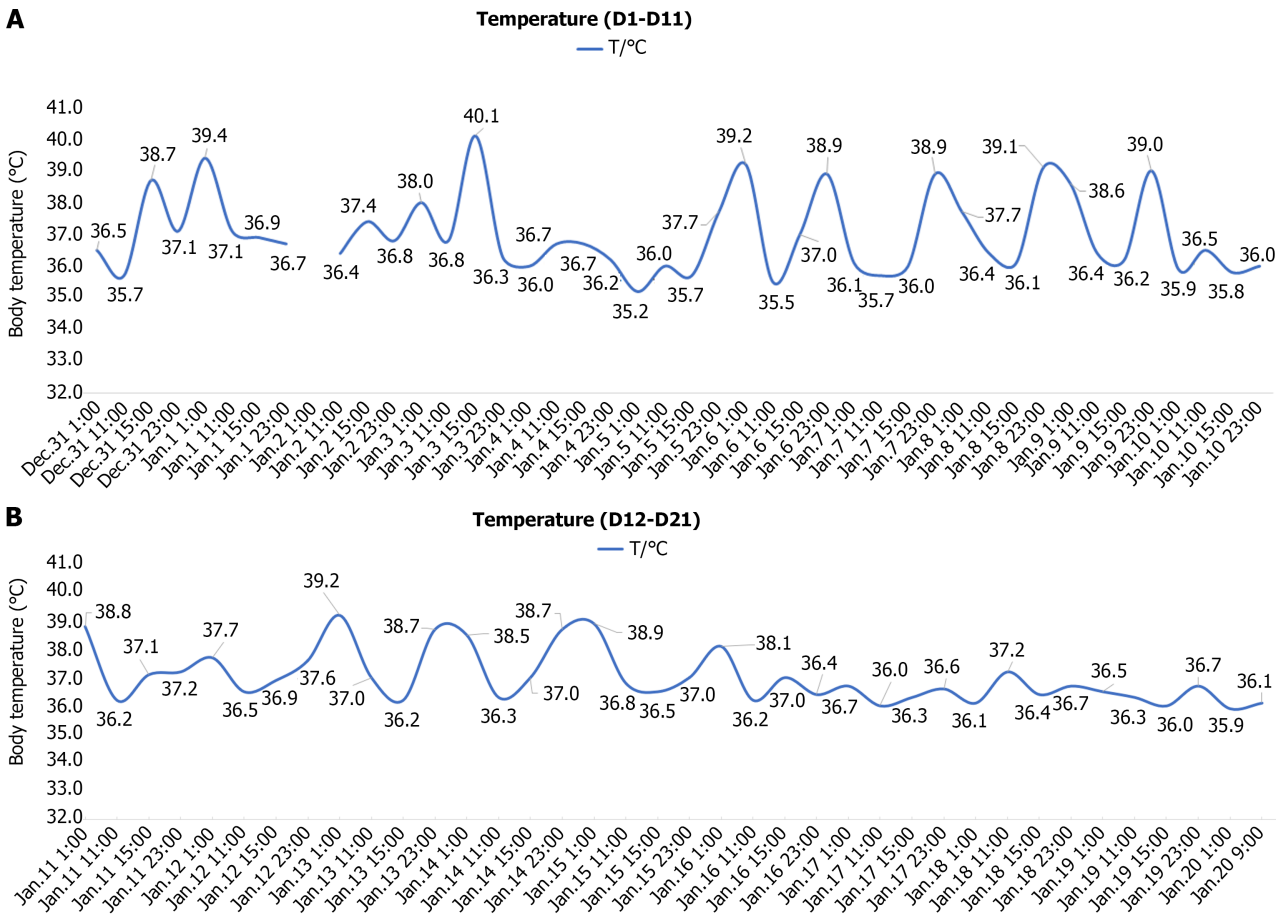 A
Temperature (D1-D11)
T/°C
Body temperature (°C)
41.0
40.0
39.0
38.0
37.0
36.0
35.0
34.0
33.0
32.0
36.5
35.7
38.7
37.1
39.4
37.1
36.9
36.7
36.4
37.4
36.8
38.0
36.8
40.1
36.3
36.0
36.7
36.7
36.2
35.2
36.0
35.7
37.7
39.2
35.5
37.0
38.9
36.1
35.7
36.0
38.9
37.7
36.4
36.1
39.1
38.6
36.4
36.2
39.0
35.9
36.5
35.8
36.0
Dec.31 1:00
Dec.31 11:00
Dec.31 15:00
Dec.31 23:00
Jan.1 1:00
Jan.1 11:00
Jan.1 15:00
Jan.1 23:00
Jan.2 1:00
Jan.2 11:00
Jan.2 15:00
Jan.2 23:00
Jan.3 1:00
Jan.3 11:00
Jan.3 15:00
Jan.3 23:00
Jan.4 1:00
Jan.4 11:00
Jan.4 15:00
Jan.4 23:00
Jan.5 1:00
Jan.5 11:00
Jan.5 15:00
Jan.5 23:00
Jan.6 1:00
Jan.6 11:00
Jan.6 15:00
Jan.6 23:00
Jan.7 1:00
Jan.7 11:00
Jan.7 15:00
Jan.7 23:00
Jan.8 1:00
Jan.8 11:00
Jan.8 15:00
Jan.8 23:00
Jan.9 1:00
Jan.9 11:00
Jan.9 15:00
Jan.9 23:00
Jan.10 1:00
Jan.10 11:00
Jan.10 15:00
Jan.10 23:00
B
Temperature (D12-D21)
T/°C
Body temperature (°C)
41.0
40.0
39.0
38.0
37.0
36.0
35.0
34.0
33.0
32.0
38.8
36.2
37.1
37.2
37.7
36.5
36.9
37.6
39.2
37.0
36.2
38.7
38.5
36.3
37.0
38.7
38.9
36.8
36.5
37.0
38.1
36.2
37.0
36.4
36.7
36.0
36.3
36.6
36.1
37.2
36.4
36.7
36.5
36.3
36.0
36.7
35.9
36.1
Jan.11 1:00
Jan.11 11:00
Jan.11 15:00
Jan.11 23:00
Jan.12 1:00
Jan.12 11:00
Jan.12 15:00
Jan.12 23:00
Jan.13 1:00
Jan.13 11:00
Jan.13 15:00
Jan.13 23:00
Jan.14 1:00
Jan.14 11:00
Jan.14 15:00
Jan.14 23:00
Jan.15 1:00
Jan.15 11:00
Jan.15 15:00
Jan.15 23:00
Jan.16 1:00
Jan.16 11:00
Jan.16 15:00
Jan.16 23:00
Jan.17 1:00
Jan.17 11:00
Jan.17 15:00
Jan.17 23:00
Jan.18 1:00
Jan.18 11:00
Jan.18 15:00
Jan.18 23:00
Jan.19 1:00
Jan.19 11:00
Jan.19 15:00
Jan.19 23:00
Jan.20 1:00
Jan.20 9:00